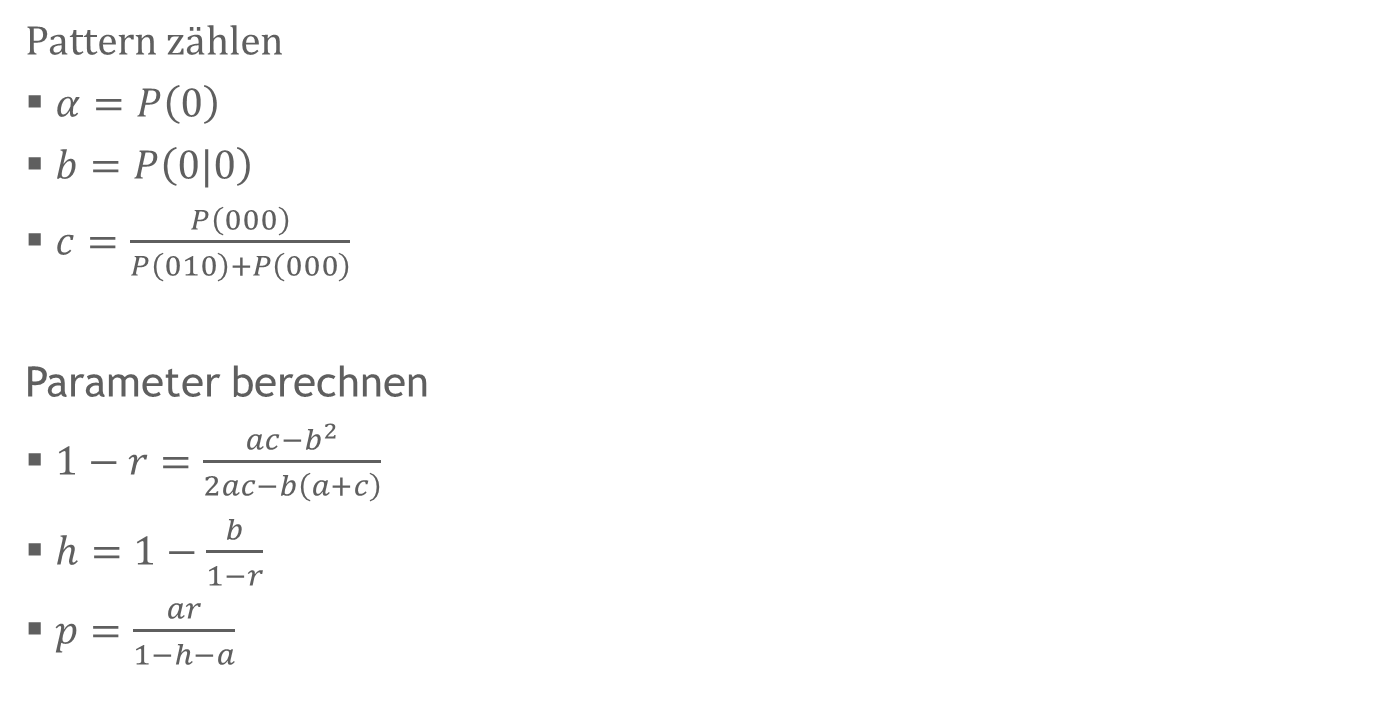 Pattern zählen
▪ α = P(0)
▪ b = P(0|0)
▪ c = P(000) / P(010)+P(000)
Parameter berechnen
▪ 1 − r = ac−b² / 2ac−b(a+c)
▪ h = 1 − b / 1−r
▪ p = ar / 1−h−a